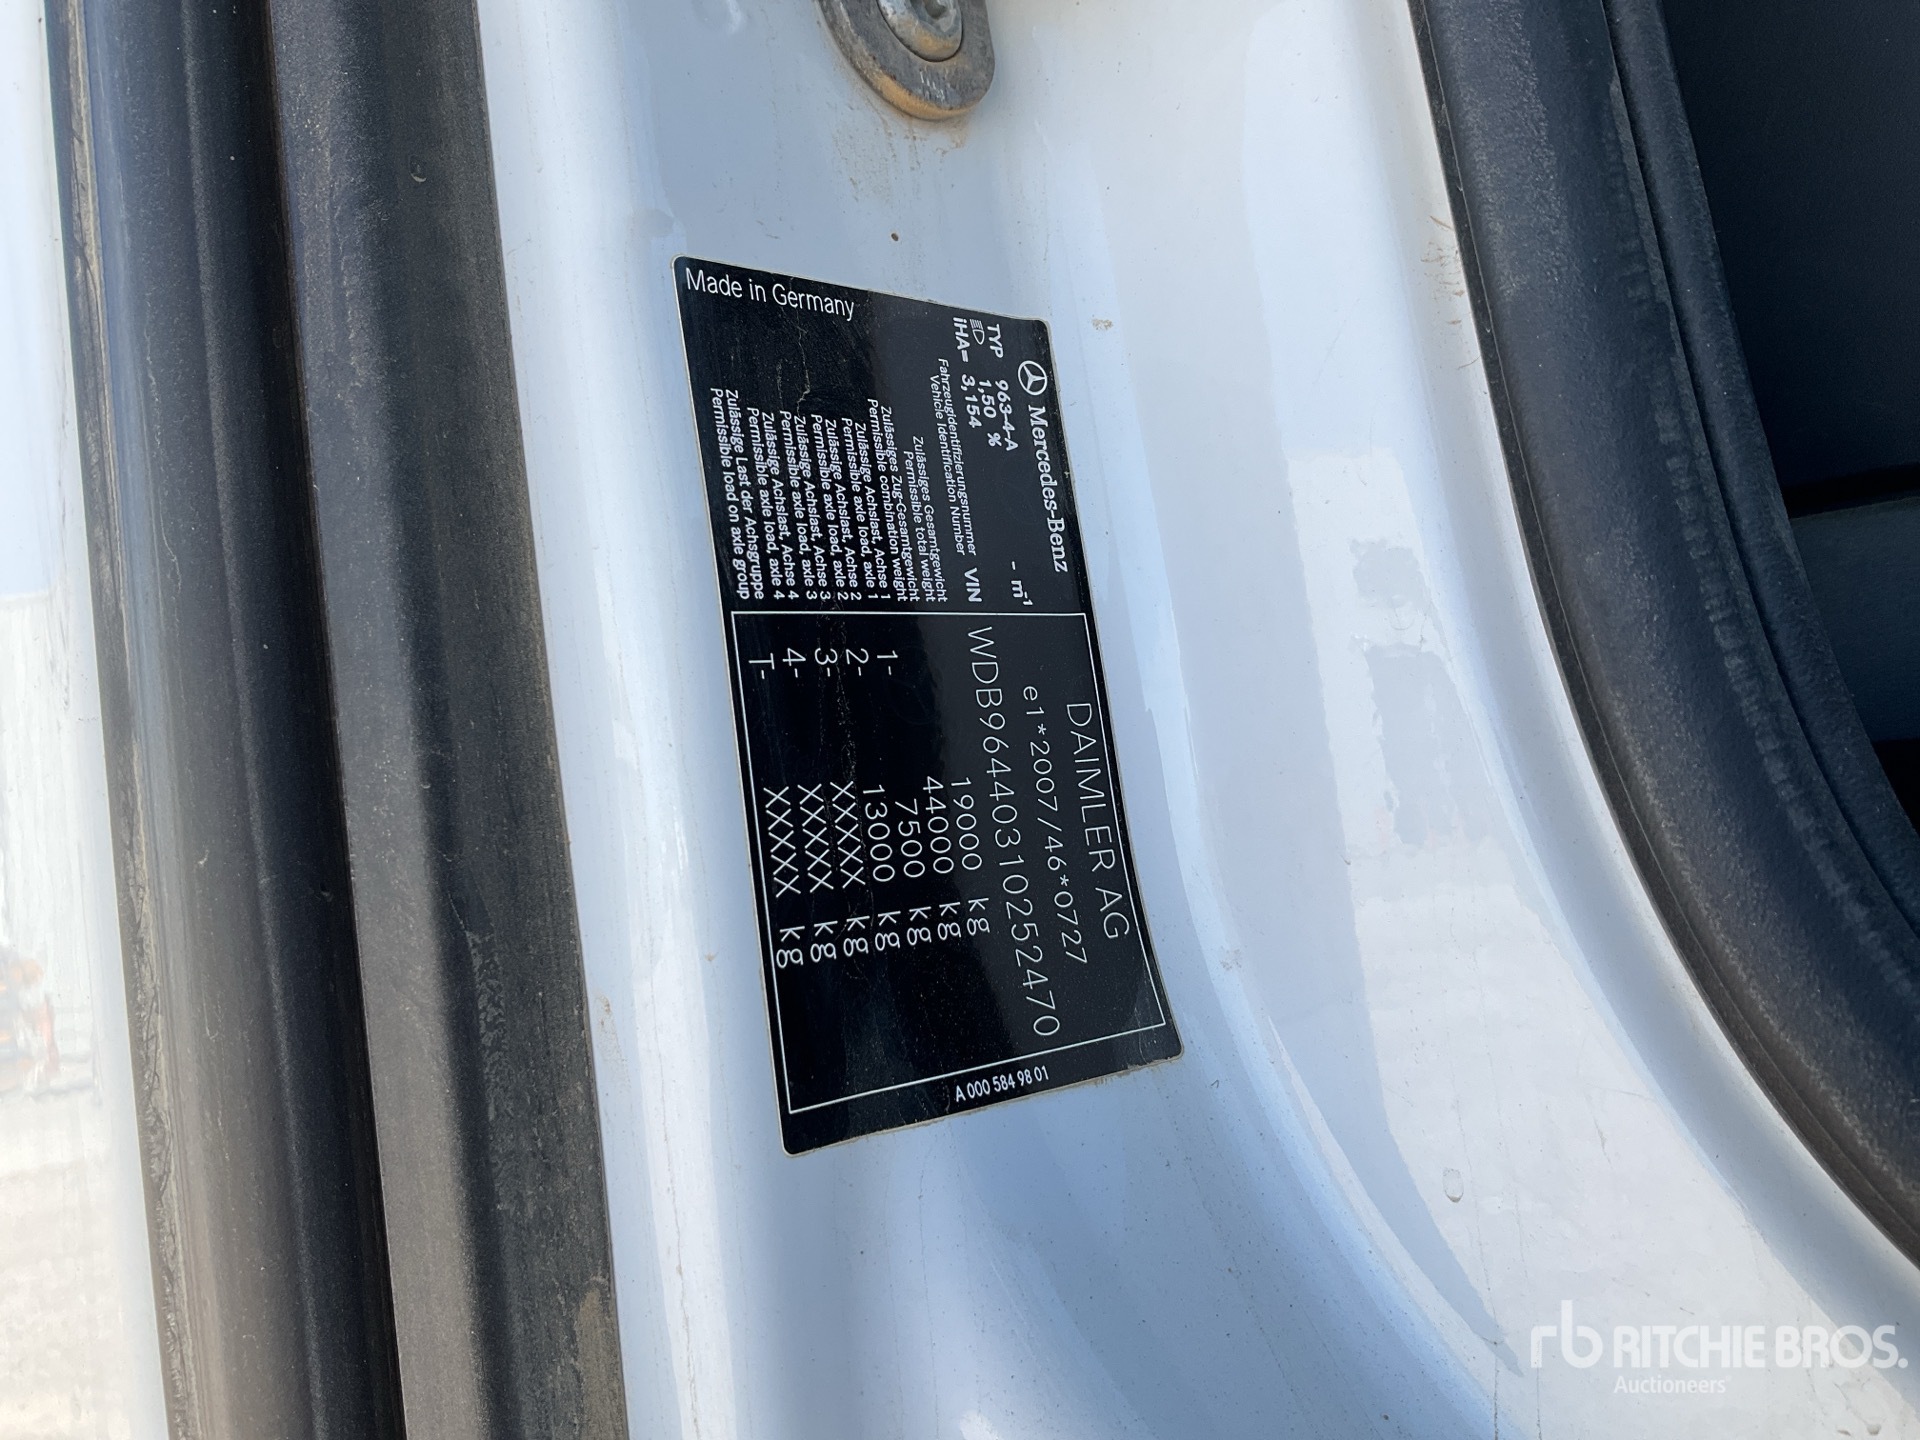 Mercedes-Benz
TYP 963-4-A - m⁻¹
1,50 %
iHA= 3,154
Fahrzeugidentifizierungsnummer
Vehicle Identification Number VIN
Zulässiges Gesamtgewicht
Permissible total weight
Zulässiges Zug-Gesamtgewicht
Permissible combination weight
Zulässige Achslast, Achse 1
Permissible axle load, axle 1
Zulässige Achslast, Achse 2
Permissible axle load, axle 2
Zulässige Achslast, Achse 3
Permissible axle load, axle 3
Zulässige Achslast, Achse 4
Permissible axle load, axle 4
Zulässige Last der Achsgruppe
Permissible load on axle group
Made in Germany
DAIMLER AG
e1*2007/46*0727
WDB96440310252470
19000 kg
44000 kg
1- 7500 kg
2- 13000 kg
3- XXXXX kg
4- XXXXX kg
T- XXXXX kg
A 000 584 98 01
rb RITCHIE BROS.
Auctioneers